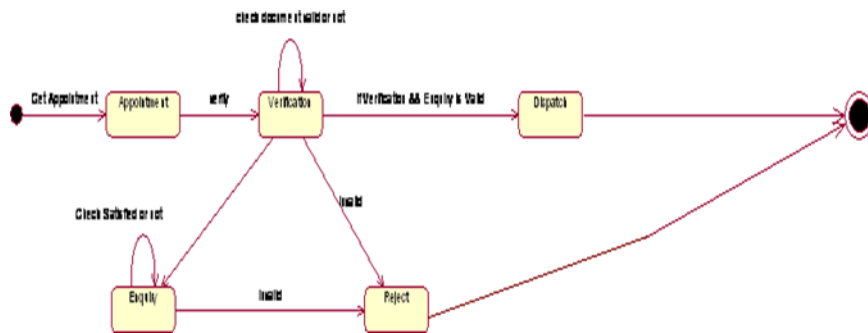 check document valid or not
Get Appointment
Appointment
verify
Verification
If Verification && Enquiry is Valid
Dispatch
Check Satisfied or not
Invalid
Enquiry
Invalid
Reject